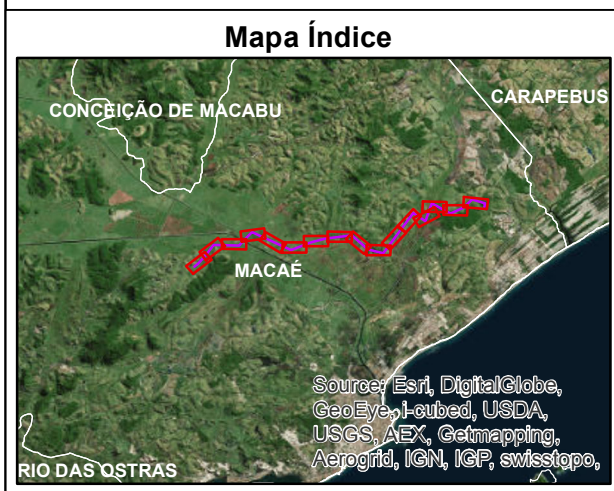 Mapa Índice
CONCEIÇÃO DE MACABU
CARAPEBUS
MACAÉ
RIO DAS OSTRAS
Source: Esri, DigitalGlobe,
GeoEye, i-cubed, USDA,
USGS, AEX, Getmapping,
Aerogrid, IGN, IGP, swisstopo,